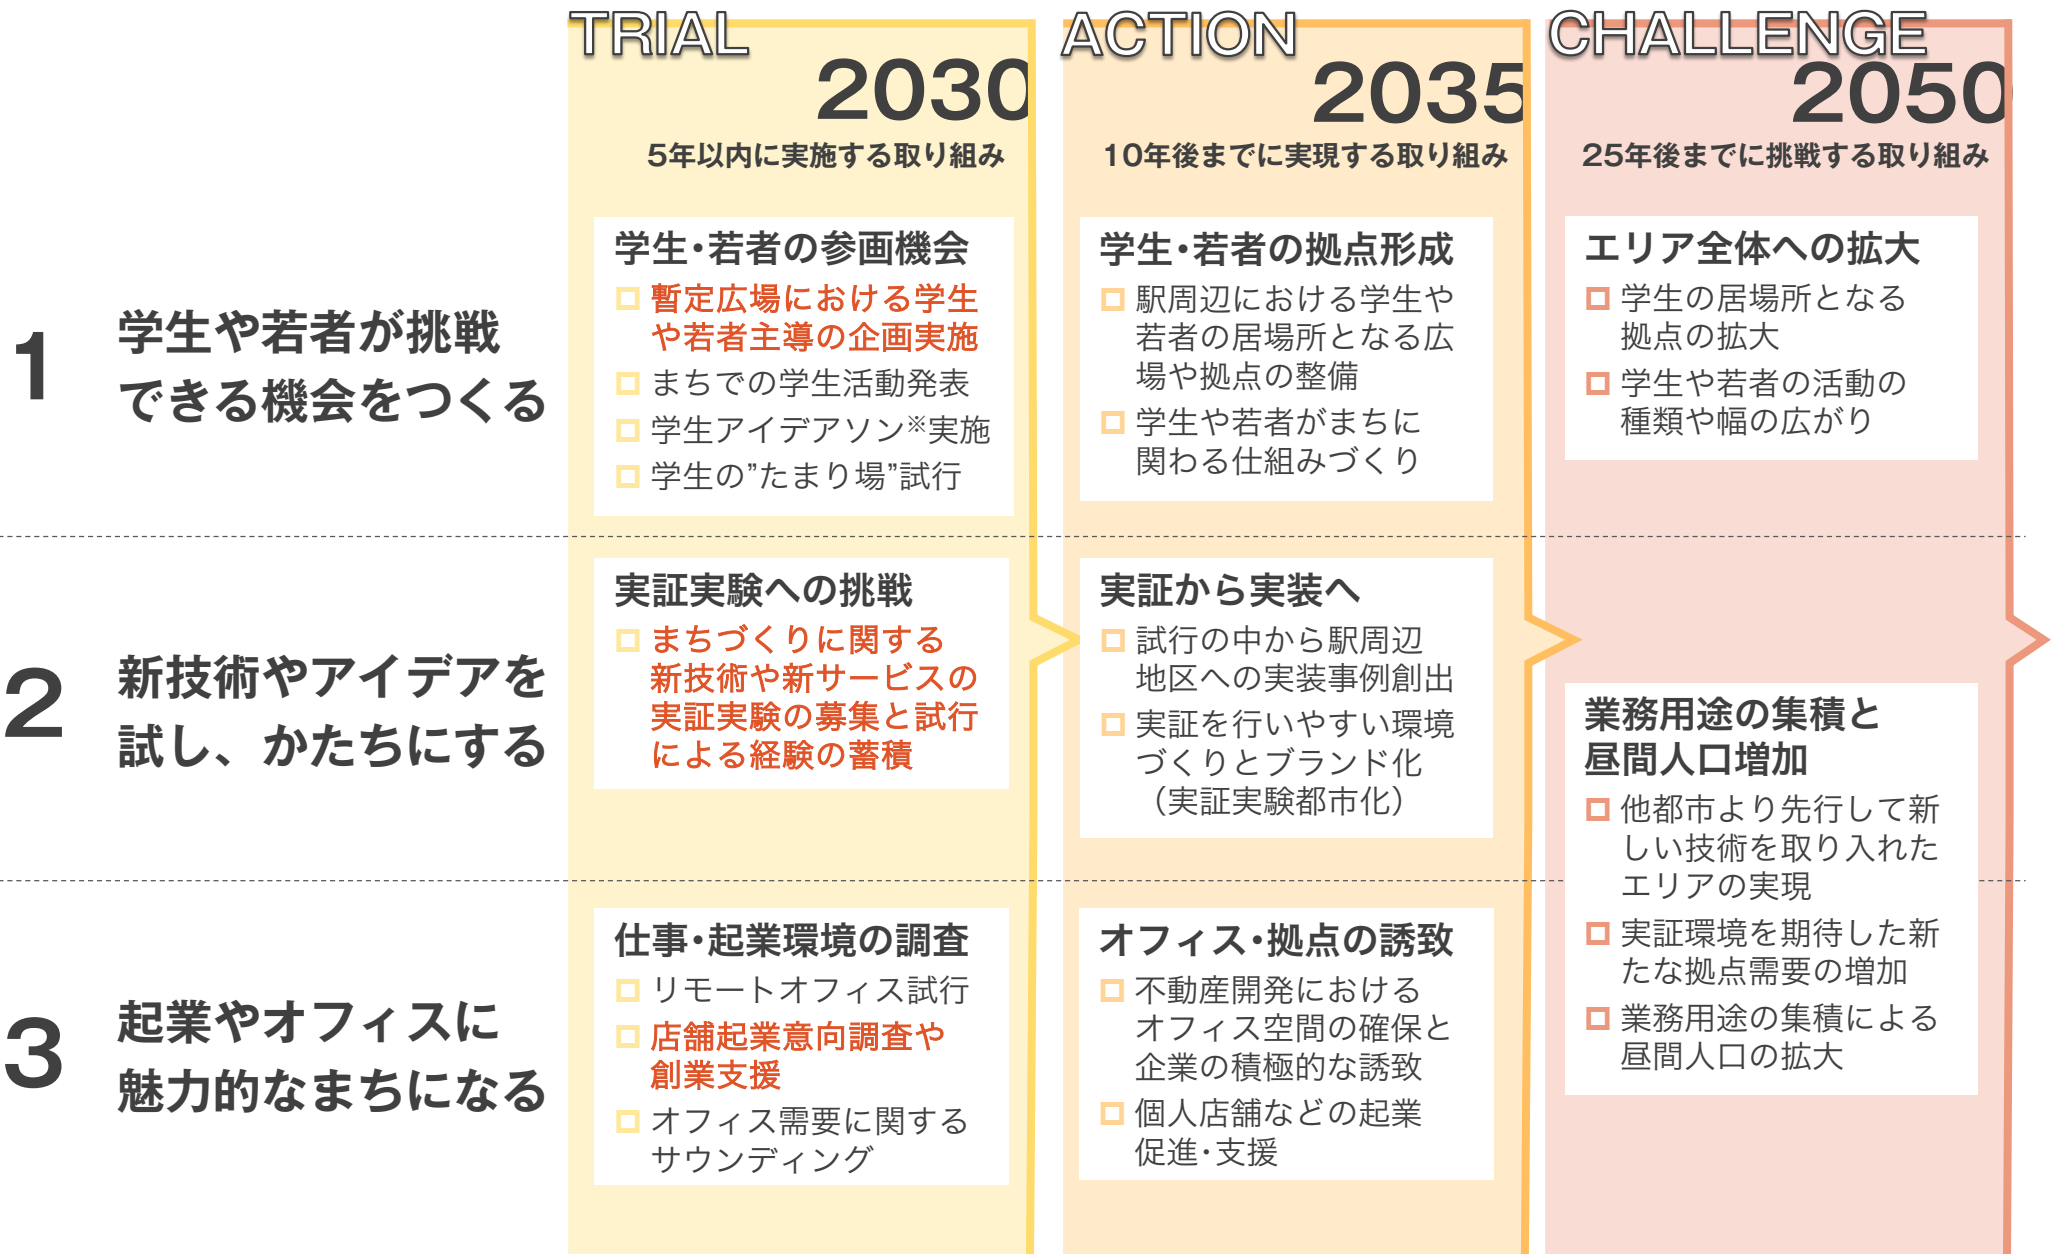 TRIAL
2030
5年以内に実施する取り組み
ACTION
2035
10年後までに実現する取り組み
CHALLENGE
2050
25年後までに挑戦する取り組み
1
学生や若者が挑戦
できる機会をつくる
学生・若者の参画機会
暫定広場における学生
や若者主導の企画実施
まちでの学生活動発表
学生アイデアソン※実施
学生の”たまり場”試行
学生・若者の拠点形成
駅周辺における学生や
若者の居場所となる広
場や拠点の整備
学生や若者がまちに
関わる仕組みづくり
エリア全体への拡大
学生の居場所となる
拠点の拡大
学生や若者の活動の
種類や幅の広がり
2
新技術やアイデアを
試し、かたちにする
実証実験への挑戦
まちづくりに関する
新技術や新サービスの
実証実験の募集と試行
による経験の蓄積
実証から実装へ
試行の中から駅周辺
地区への実装事例創出
実証を行いやすい環境
づくりとブランド化
（実証実験都市化）
業務用途の集積と
昼間人口増加
他都市より先行して新
しい技術を取り入れた
エリアの実現
実証環境を期待した新
たな拠点需要の増加
業務用途の集積による
昼間人口の拡大
3
起業やオフィスに
魅力的なまちになる
仕事・起業環境の調査
リモートオフィス試行
店舗起業意向調査や
創業支援
オフィス需要に関する
サウンディング
オフィス・拠点の誘致
不動産開発における
オフィス空間の確保と
企業の積極的な誘致
個人店舗などの起業
促進・支援